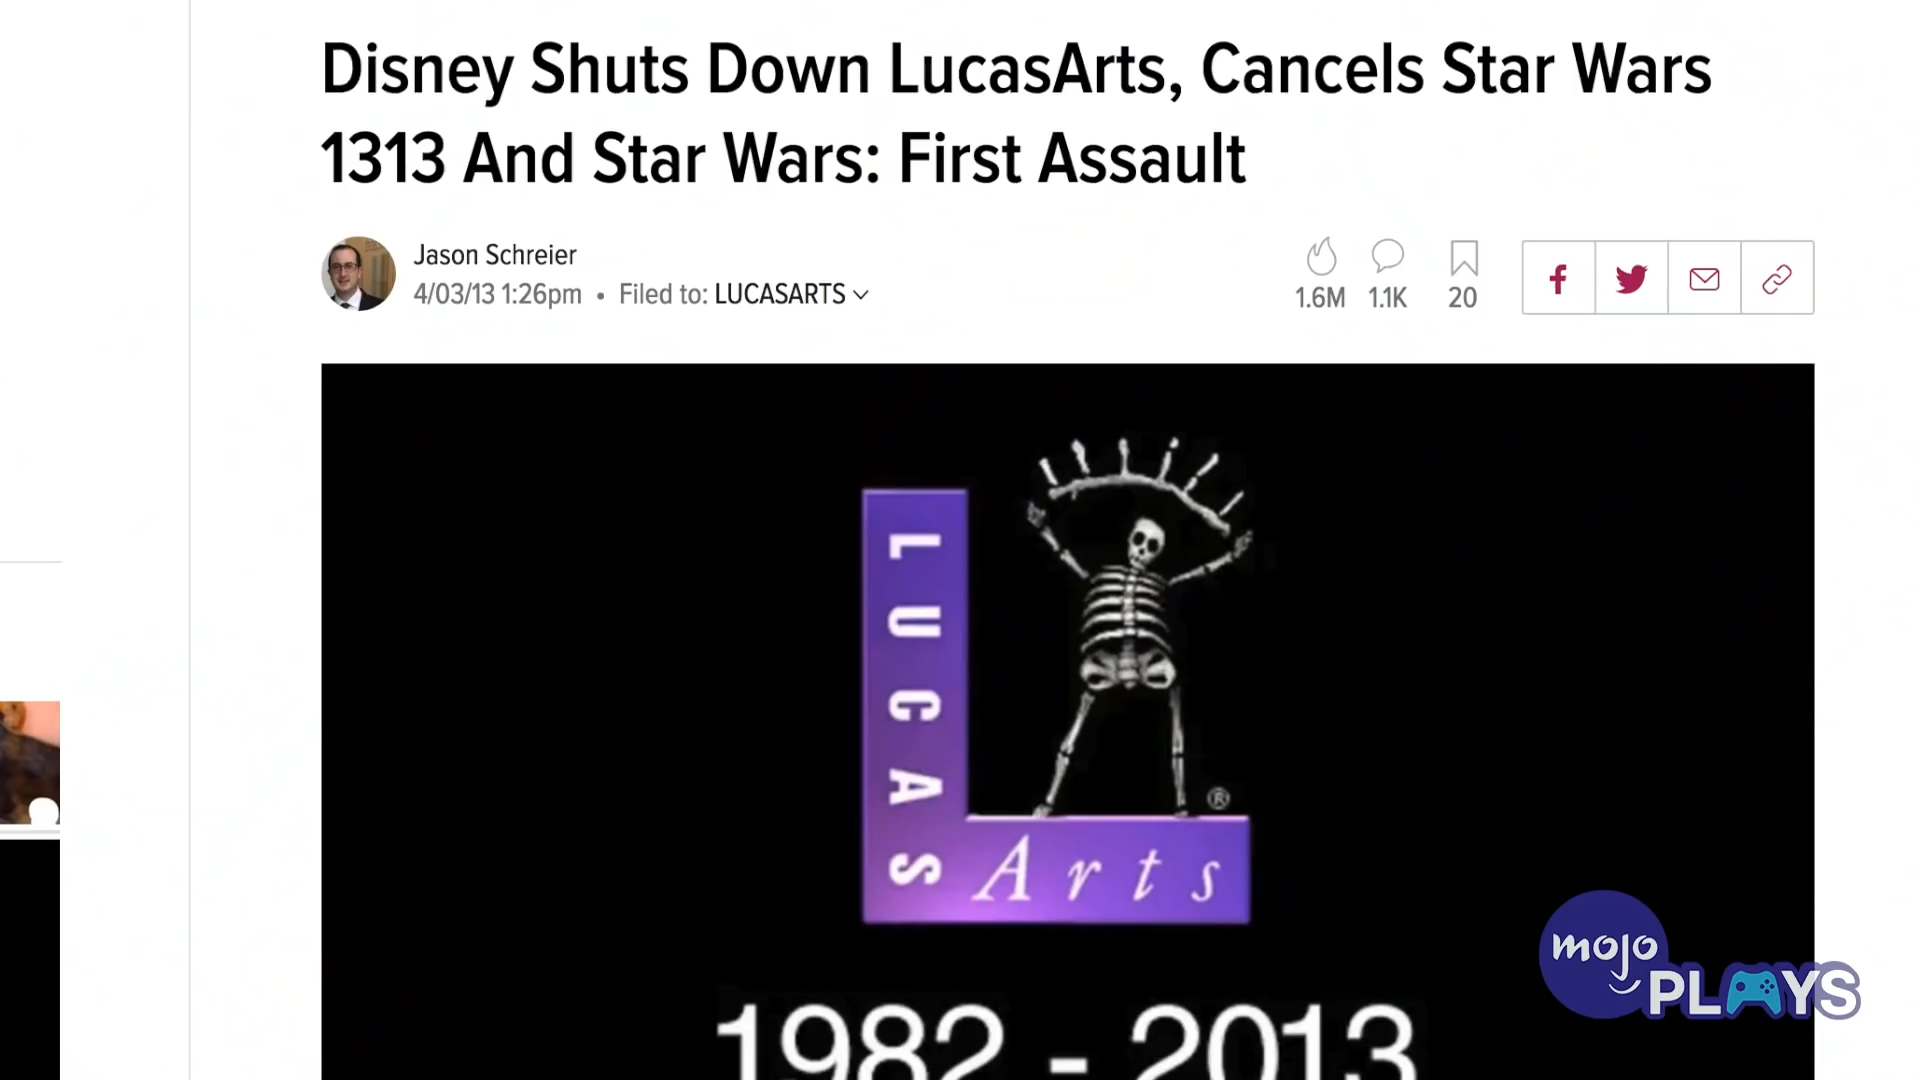 Disney Shuts Down LucasArts, Cancels Star Wars
1313 And Star Wars: First Assault
Jason Schreier
4/03/13 1:26pm • Filed to: LUCASARTS
1.6M 1.1K 20
LUCAS
Arts ®
1982 - 2013
mojo
PLAYS